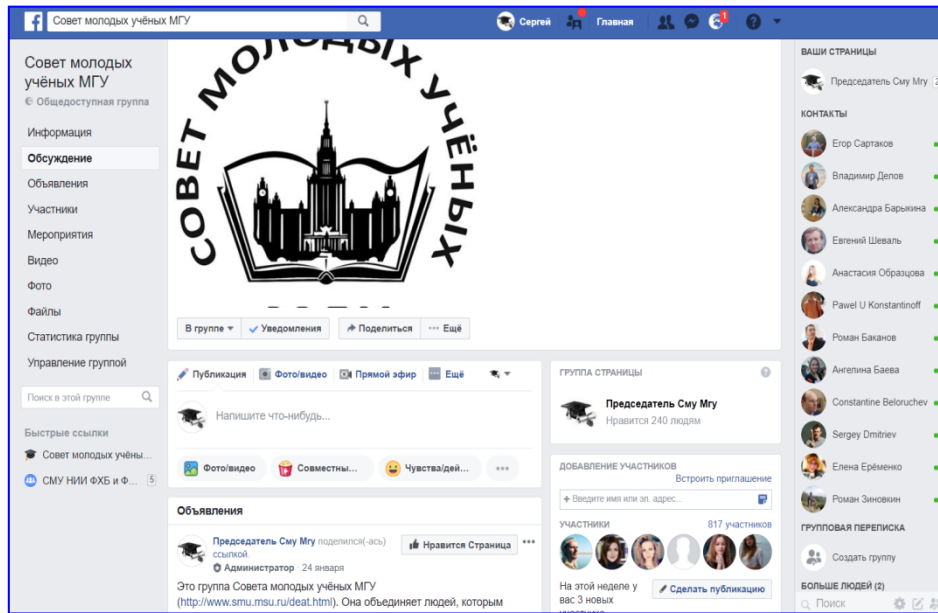 Совет молодых учёных МГУ
Сергей
Главная
1
Совет молодых
учёных МГУ
Общедоступная группа
Информация
Обсуждение
Объявления
Участники
Мероприятия
Видео
Фото
Файлы
Статистика группы
Управление группой
Поиск в этой группе
Быстрые ссылки
Совет молодых учёны...
СМУ НИИ ФХБ и Ф... 5
СОВЕТ МОЛОДЫХ УЧЁНЫХ
В группе
Уведомления
Поделиться
Ещё
Публикация
Фото/видео
Прямой эфир
Ещё
Напишите что-нибудь...
Фото/видео
Совместны...
Чувства/дей...
Объявления
Председатель Сму Мгу поделился(-ась)
ссылкой.
Администратор · 24 января
Нравится Страница
Это группа Совета молодых учёных МГУ
(http://www.smu.msu.ru/deat.html). Она объединяет людей, которым
ГРУППА СТРАНИЦЫ
Председатель Сму Мгу
Нравится 240 людям
ДОБАВЛЕНИЕ УЧАСТНИКОВ
Встроить приглашение
+ Введите имя или эл. адрес...
УЧАСТНИКИ
817 участников
На этой неделе у
вас 3 новых
Сделать публикацию
ВАШИ СТРАНИЦЫ
Председатель Сму Мгу
КОНТАКТЫ
Егор Сартаков
Владимир Делов
Александра Барыкина
Евгений Шеваль
Анастасия Образцова
Pawel U Konstantinoff
Роман Баканов
Ангелина Баева
Constantine Beloruchev
Sergey Dmitriev
Елена Ерёменко
Роман Зиновкин
ГРУППОВАЯ ПЕРЕПИСКА
Создать группу
БОЛЬШЕ ЛЮДЕЙ (2)
Поиск